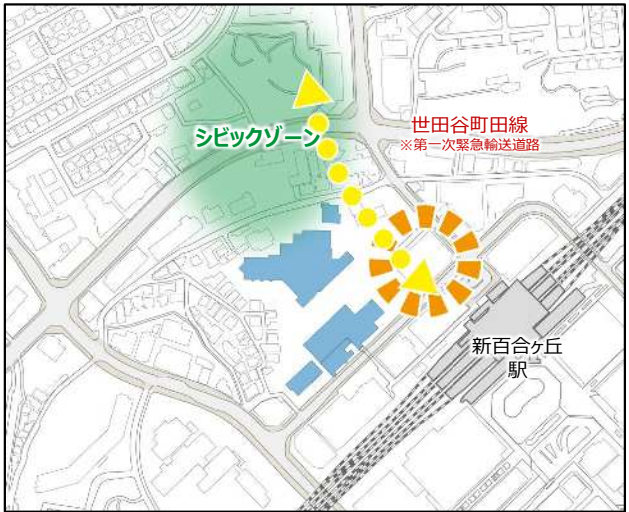 世田谷町田線
※第一次緊急輸送道路
シビックゾーン
新百合ヶ丘
駅